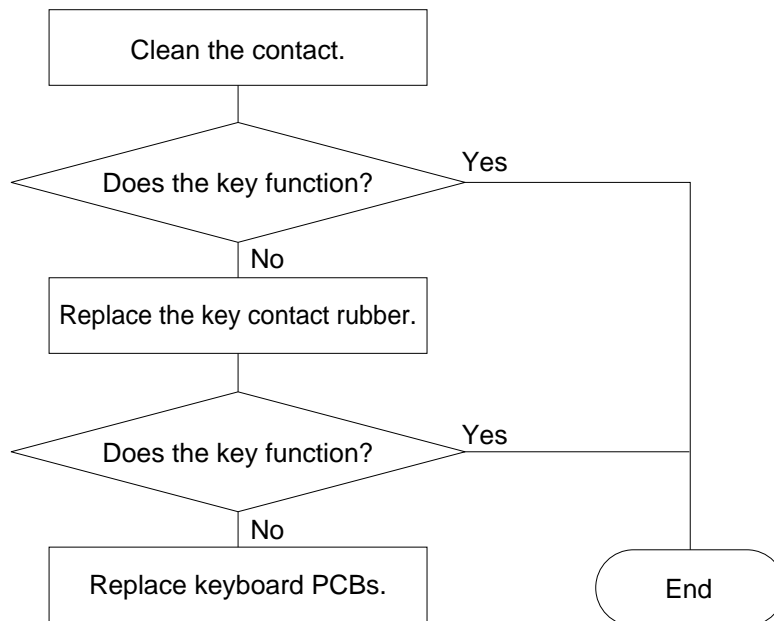 Clean the contact.
Does the key function?
Yes
No
Replace the key contact rubber.
Does the key function?
Yes
No
Replace keyboard PCBs.
End